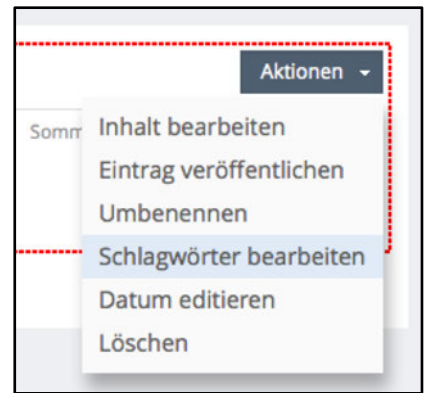 Aktionen
Somm
Inhalt bearbeiten
Eintrag veröffentlichen
Umbenennen
Schlagwörter bearbeiten
Datum editieren
Löschen